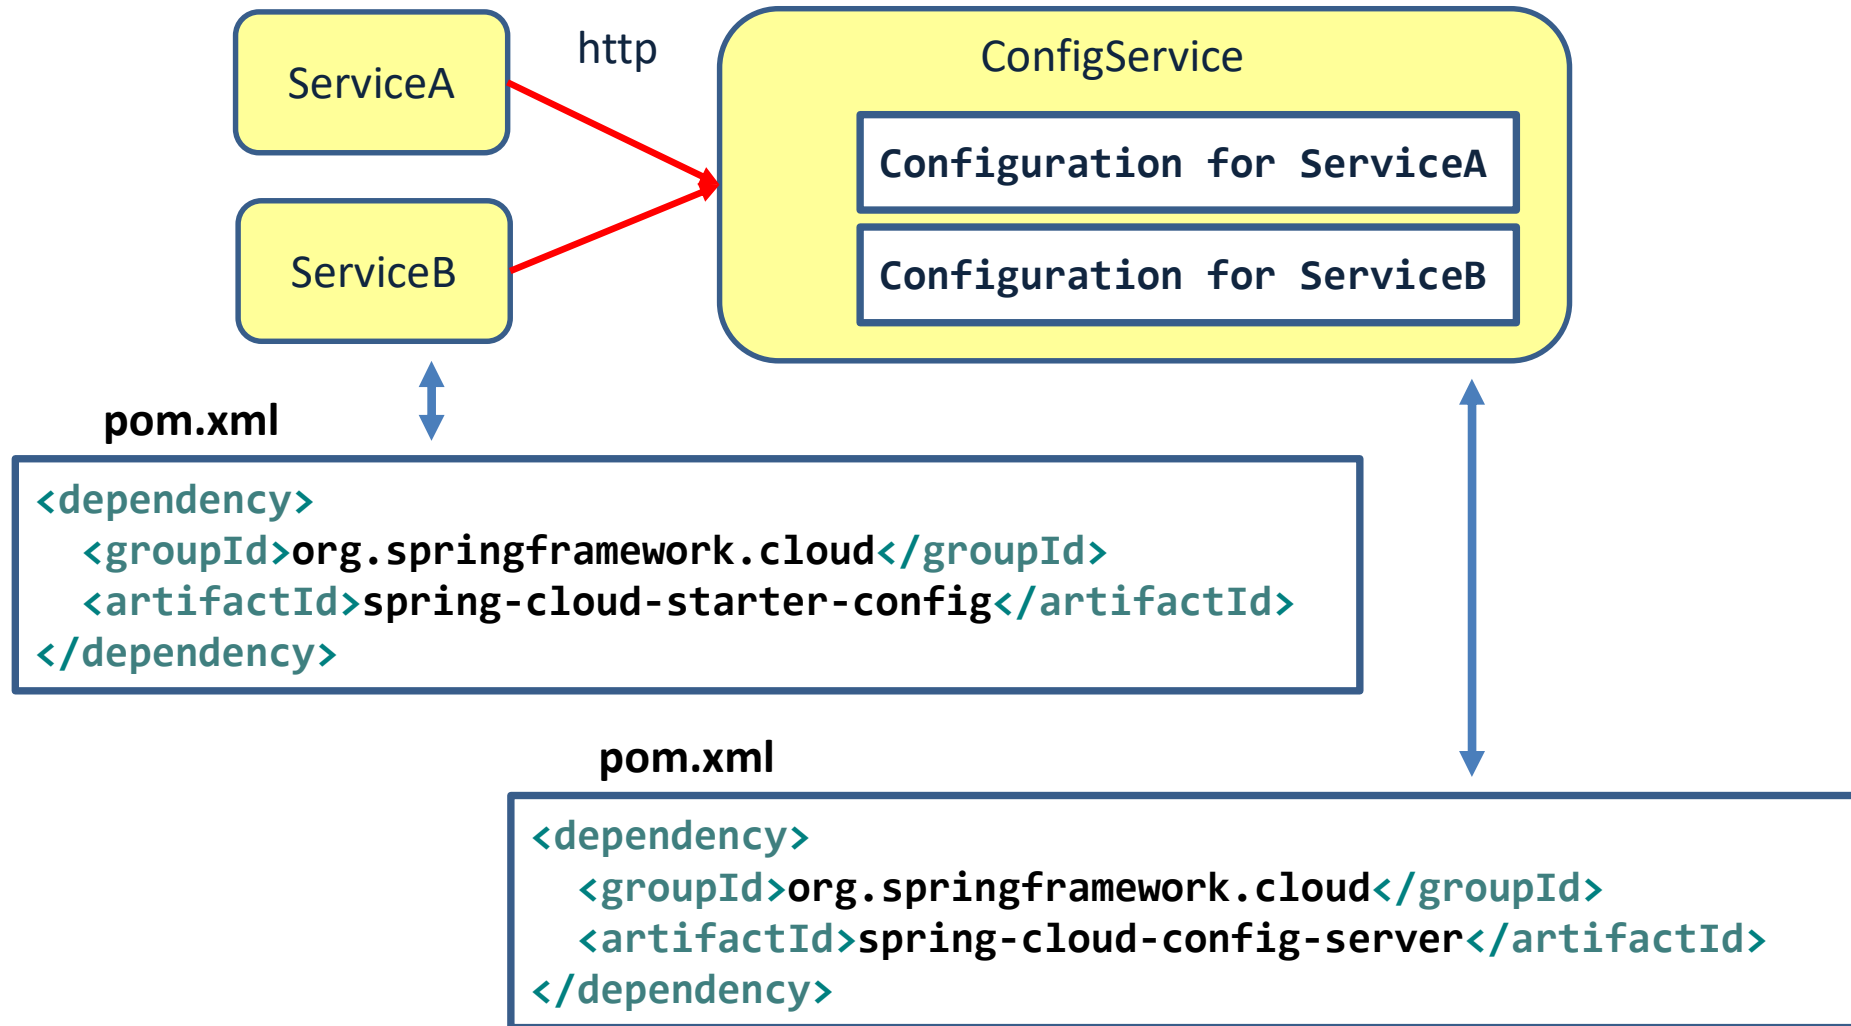 ServiceA
http
ConfigService
Configuration for ServiceA
ServiceB
Configuration for ServiceB
pom.xml
<dependency>
  <groupId>org.springframework.cloud</groupId>
  <artifactId>spring-cloud-starter-config</artifactId>
</dependency>
pom.xml
<dependency>
  <groupId>org.springframework.cloud</groupId>
  <artifactId>spring-cloud-config-server</artifactId>
</dependency>